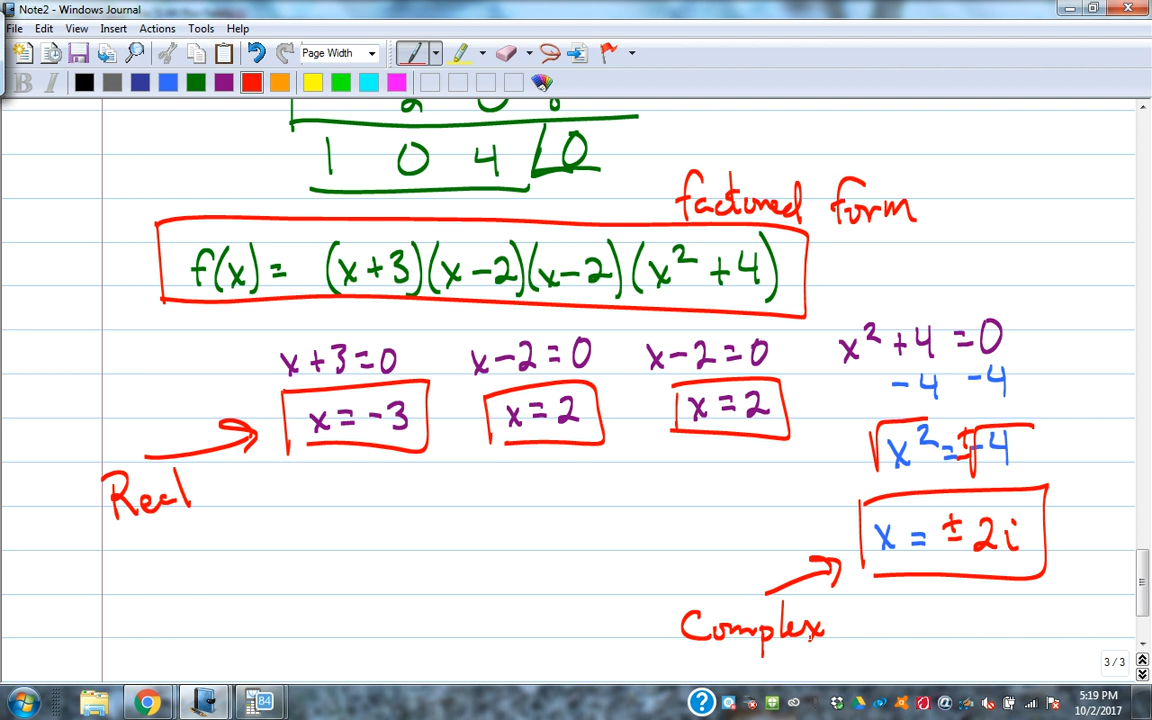 Note2 - Windows Journal
File Edit View Insert Actions Tools Help
Page Width
B I
1 0 4 0
factored form
f(x) = (x+3)(x-2)(x-2)(x² +4)
x+3=0 x-2=0 x-2=0 x²+4=0
-4 -4
x=-3 x=2 x=2
√x² = ±√-4
Real
x = ± 2i
Complex
3 / 3
84
5:19 PM
10/2/2017